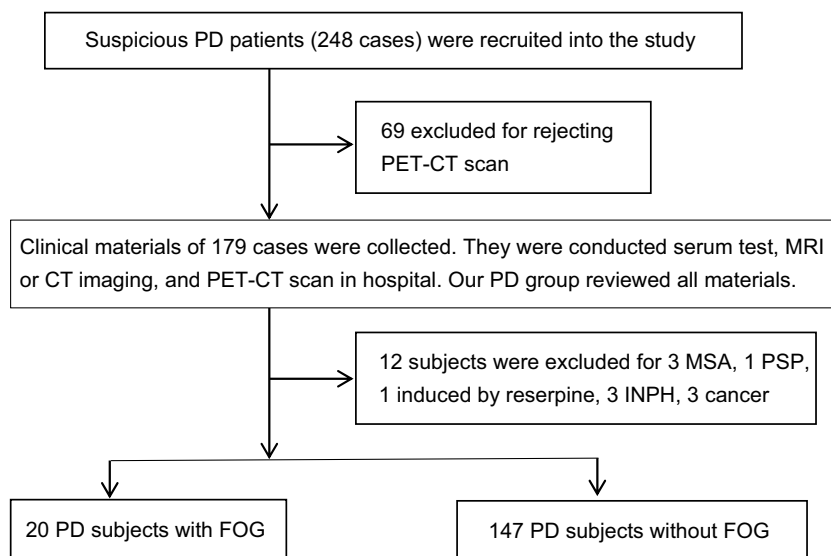 Suspicious PD patients (248 cases) were recruited into the study
69 excluded for rejecting
PET-CT scan
Clinical materials of 179 cases were collected. They were conducted serum test, MRI
or CT imaging, and PET-CT scan in hospital. Our PD group reviewed all materials.
12 subjects were excluded for 3 MSA, 1 PSP,
1 induced by reserpine, 3 INPH, 3 cancer
20 PD subjects with FOG
147 PD subjects without FOG